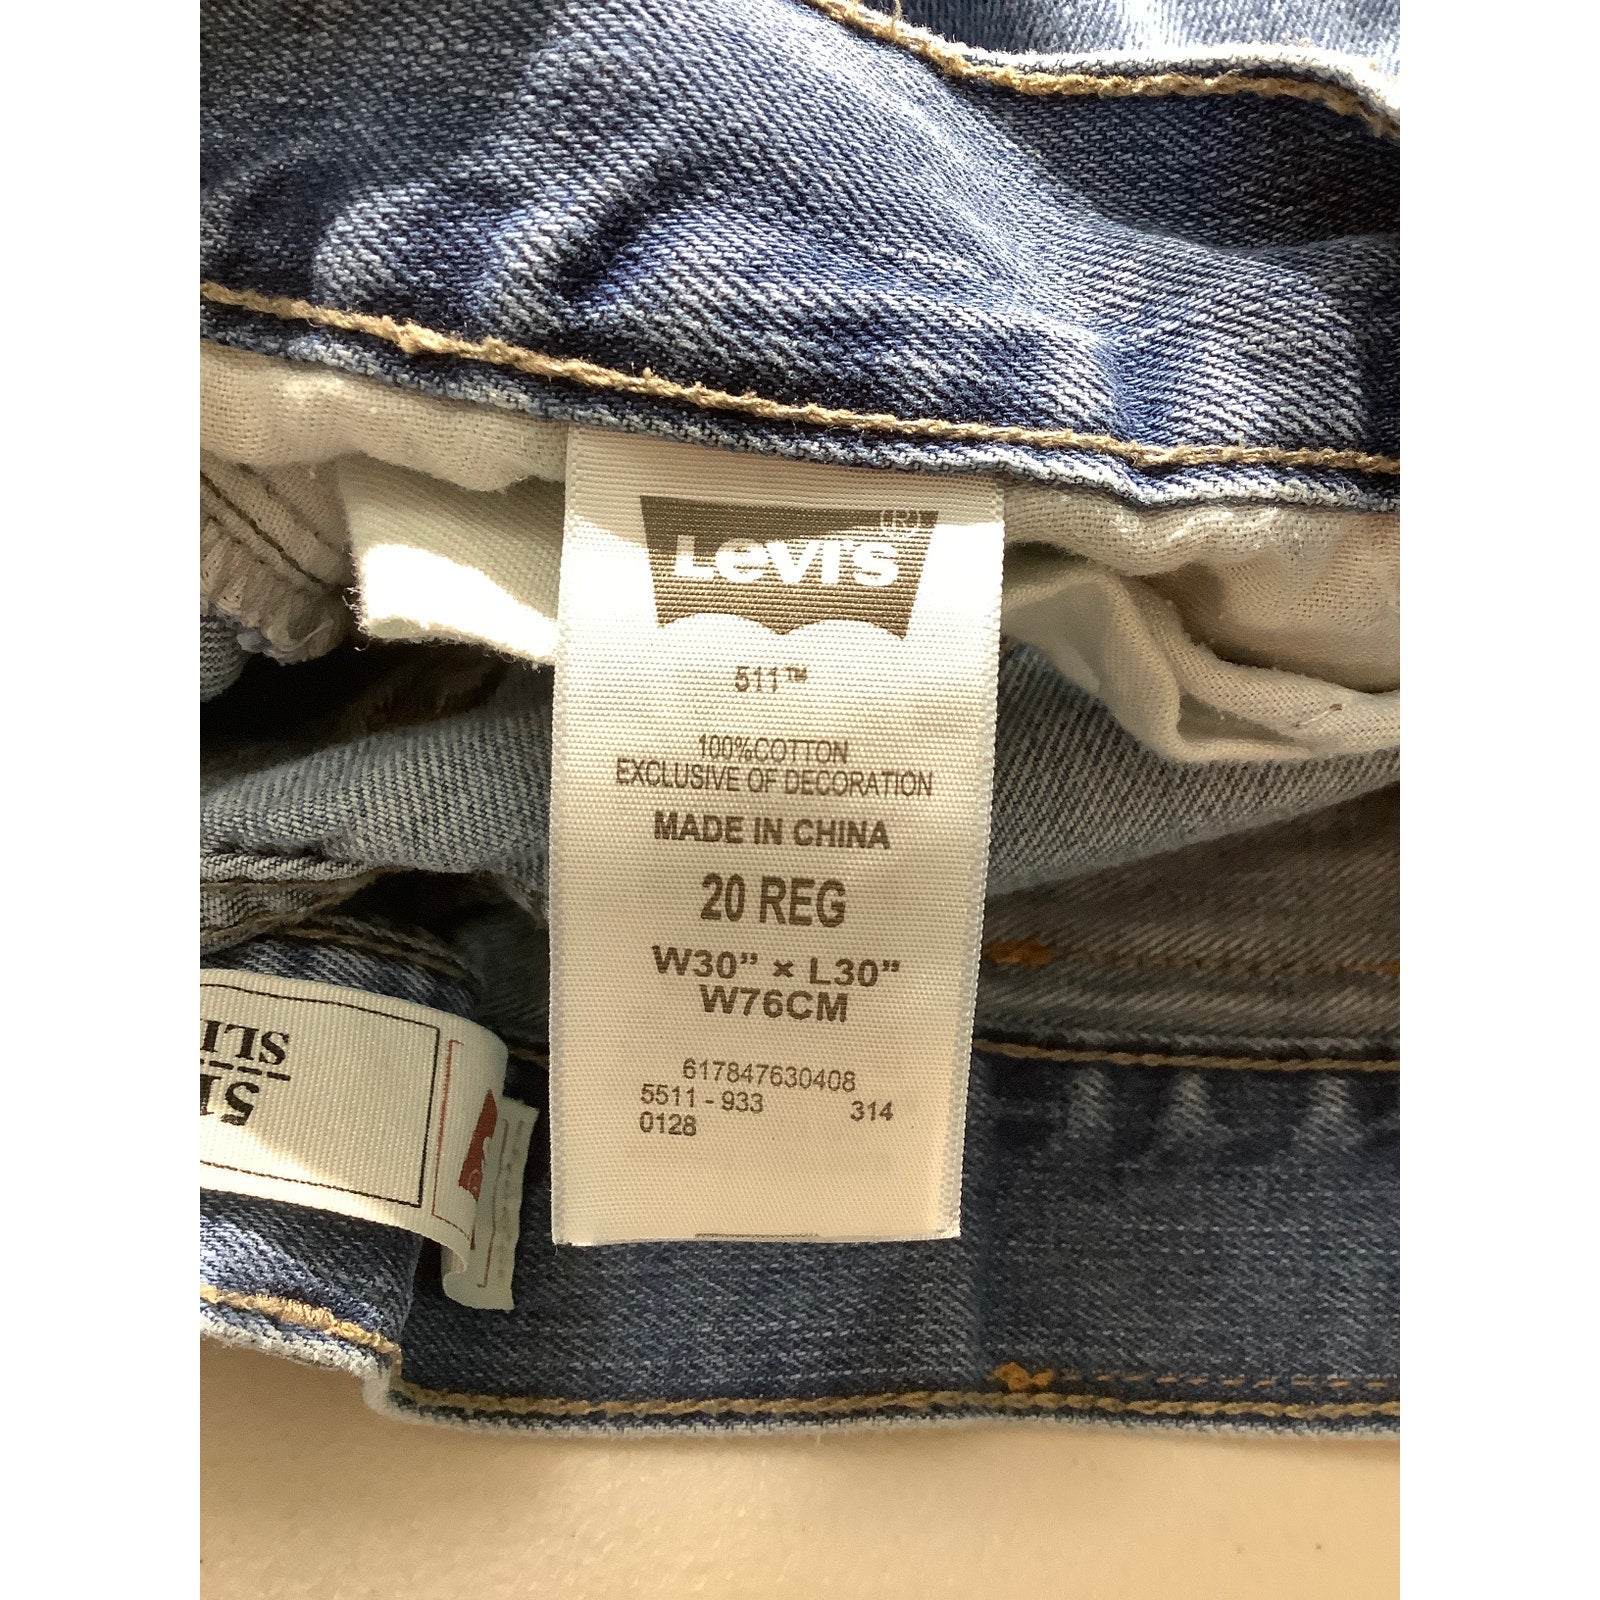 Levi's (R)
511™
100%COTTON
EXCLUSIVE OF DECORATION
MADE IN CHINA
20 REG
W30” × L30”
W76CM
617847630408
5511 - 933 314
0128